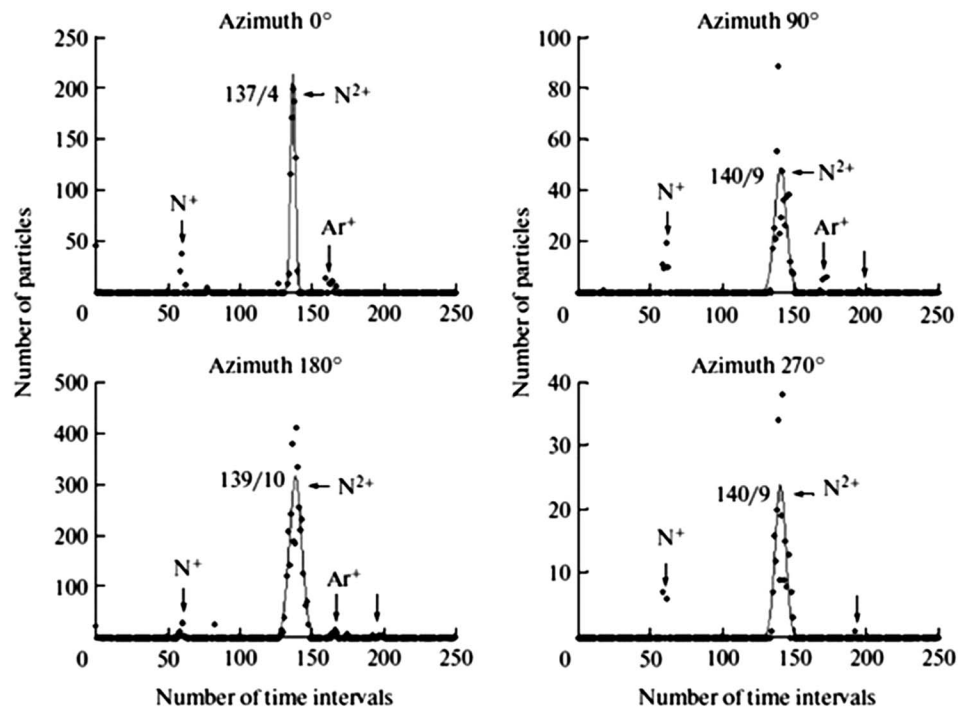 Azimuth 0°
250
200
150
100
50
0
50
100
150
200
250
137/4
N²⁺
N⁺
Ar⁺
Number of particles
Azimuth 90°
100
80
60
40
20
0
50
100
150
200
250
140/9
N²⁺
N⁺
Ar⁺
Number of particles
Azimuth 180°
500
400
300
200
100
0
50
100
150
200
250
139/10
N²⁺
N⁺
Ar⁺
Number of time intervals
Azimuth 270°
40
30
20
10
0
50
100
150
200
250
140/9
N²⁺
N⁺
Number of time intervals